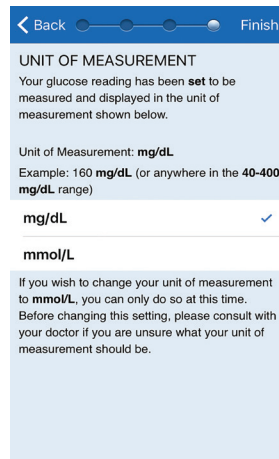 Back
Finish
UNIT OF MEASUREMENT
Your glucose reading has been set to be
measured and displayed in the unit of
measurement shown below.
Unit of Measurement: mg/dL
Example: 160 mg/dL (or anywhere in the 40-400
mg/dL range)
mg/dL
mmol/L
If you wish to change your unit of measurement
to mmol/L, you can only do so at this time.
Before changing this setting, please consult with
your doctor if you are unsure what your unit of
measurement should be.